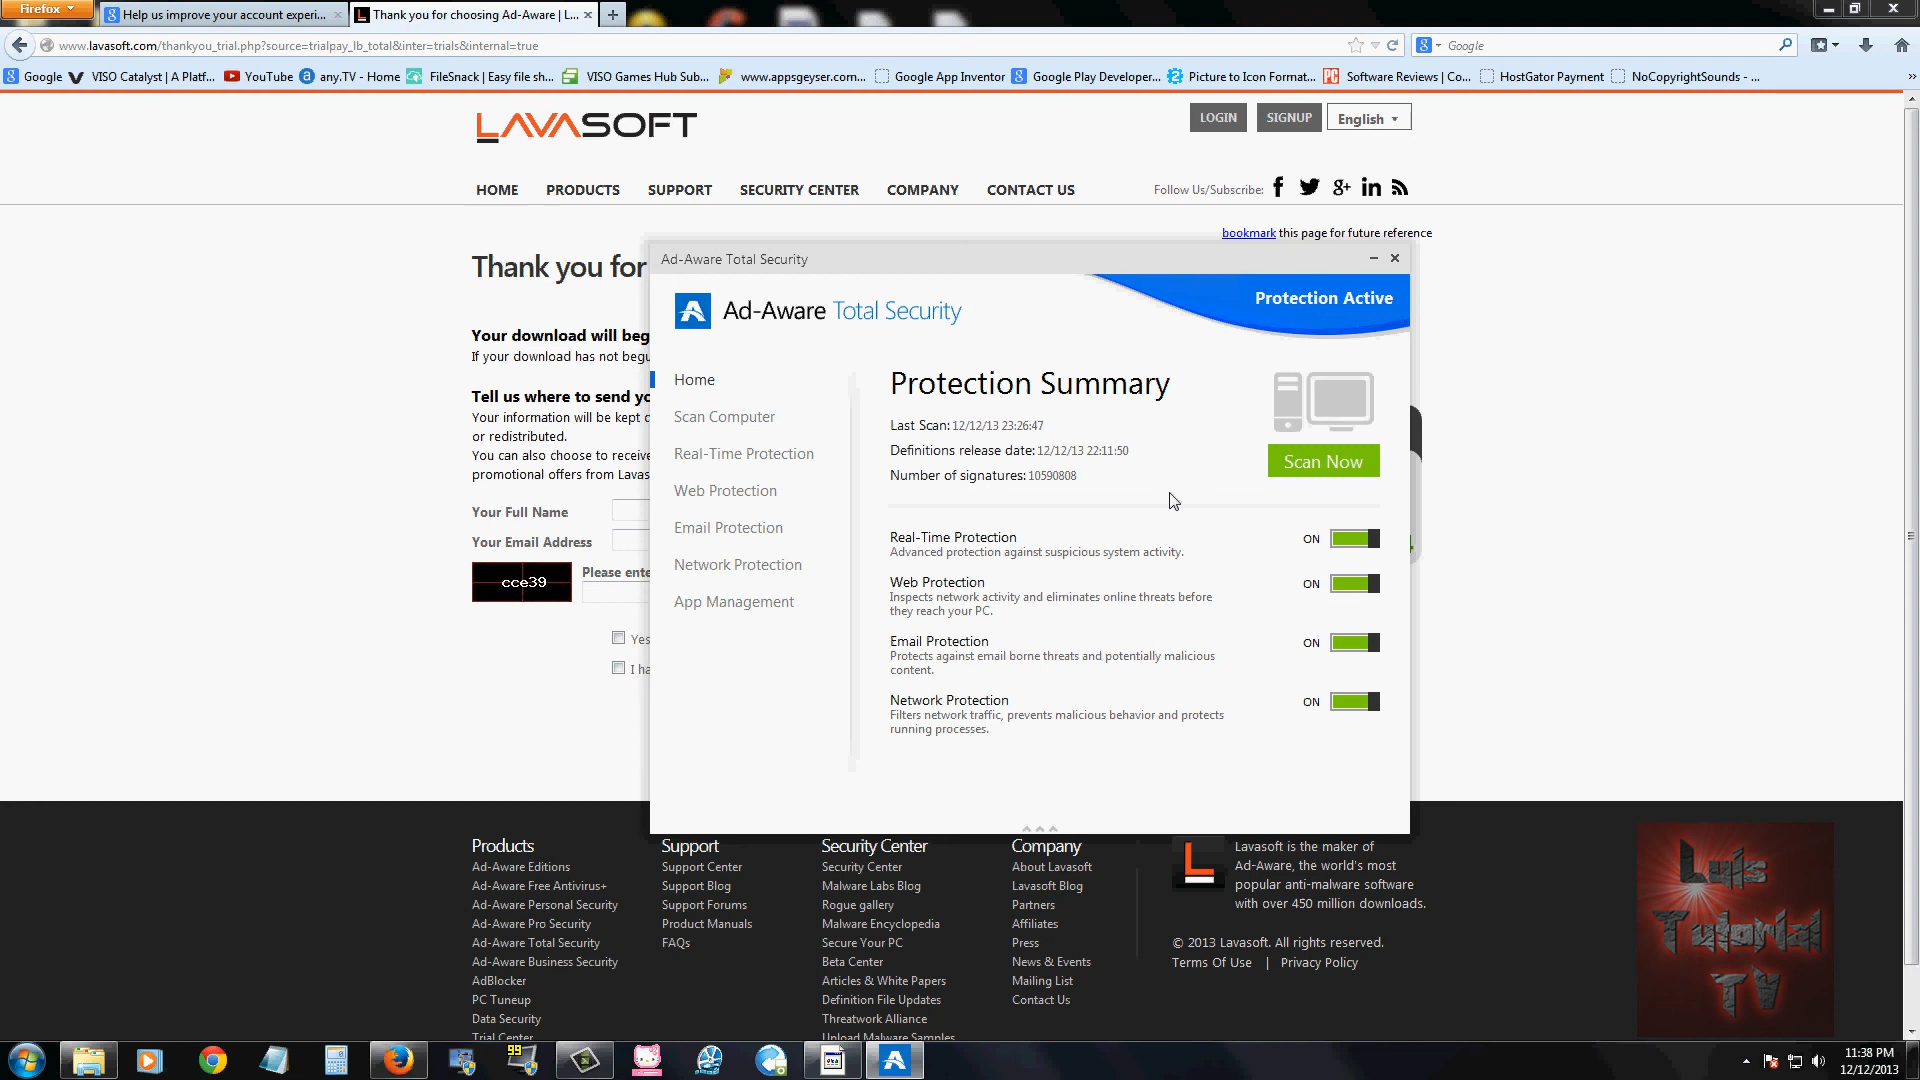 Firefox
Help us improve your account experi...
Thank you for choosing Ad-Aware | L...
www.lavasoft.com/thankyou_trial.php?source=trialpay_lb_total&inter=trials&internal=true
Google
Google
VISO Catalyst | A Platf...
YouTube
any.TV - Home
FileSnack | Easy file sh...
VISO Games Hub Sub...
www.appsgeyser.com...
Google App Inventor
Google Play Developer...
Picture to Icon Format...
Software Reviews | Co...
HostGator Payment
NoCopyrightSounds - ...
LAVASOFT
LOGIN
SIGNUP
English
HOME
PRODUCTS
SUPPORT
SECURITY CENTER
COMPANY
CONTACT US
Follow Us/Subscribe:
bookmark this page for future reference
Thank you for
Your download will beg
If your download has not begu
Tell us where to send yo
Your information will be kept c
or redistributed.
You can also choose to receive
promotional offers from Lavas
Your Full Name
Your Email Address
cce39
Please ente
Yes
I ha
Ad-Aware Total Security
Ad-Aware Total Security
Protection Active
Home
Scan Computer
Real-Time Protection
Web Protection
Email Protection
Network Protection
App Management
Protection Summary
Last Scan: 12/12/13 23:26:47
Definitions release date: 12/12/13 22:11:50
Number of signatures: 10590808
Scan Now
Real-Time Protection
Advanced protection against suspicious system activity.
ON
Web Protection
Inspects network activity and eliminates online threats before
they reach your PC.
ON
Email Protection
Protects against email borne threats and potentially malicious
content.
ON
Network Protection
Filters network traffic, prevents malicious behavior and protects
running processes.
ON
Products
Ad-Aware Editions
Ad-Aware Free Antivirus+
Ad-Aware Personal Security
Ad-Aware Pro Security
Ad-Aware Total Security
Ad-Aware Business Security
AdBlocker
PC Tuneup
Data Security
Trial Center
Support
Support Center
Support Blog
Support Forums
Product Manuals
FAQs
Security Center
Security Center
Malware Labs Blog
Rogue gallery
Malware Encyclopedia
Secure Your PC
Beta Center
Articles & White Papers
Definition File Updates
Threatwork Alliance
Upload Malware Samples
Company
About Lavasoft
Lavasoft Blog
Partners
Affiliates
Press
News & Events
Mailing List
Contact Us
Lavasoft is the maker of
Ad-Aware, the world's most
popular anti-malware software
with over 450 million downloads.
© 2013 Lavasoft. All rights reserved.
Terms Of Use | Privacy Policy
Luis
Tutorial
TV
99
11:38 PM
12/12/2013